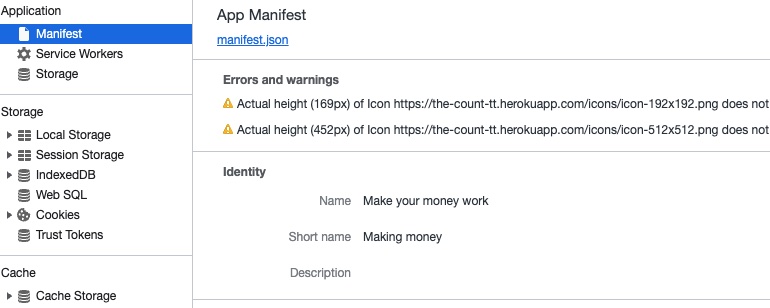 Application
Manifest
Service Workers
Storage
Storage
Local Storage
Session Storage
IndexedDB
Web SQL
Cookies
Trust Tokens
Cache
Cache Storage
App Manifest
manifest.json
Errors and warnings
Actual height (169px) of Icon https://the-count-tt.herokuapp.com/icons/icon-192x192.png does not
Actual height (452px) of Icon https://the-count-tt.herokuapp.com/icons/icon-512x512.png does not
Identity
Name Make your money work
Short name Making money
Description